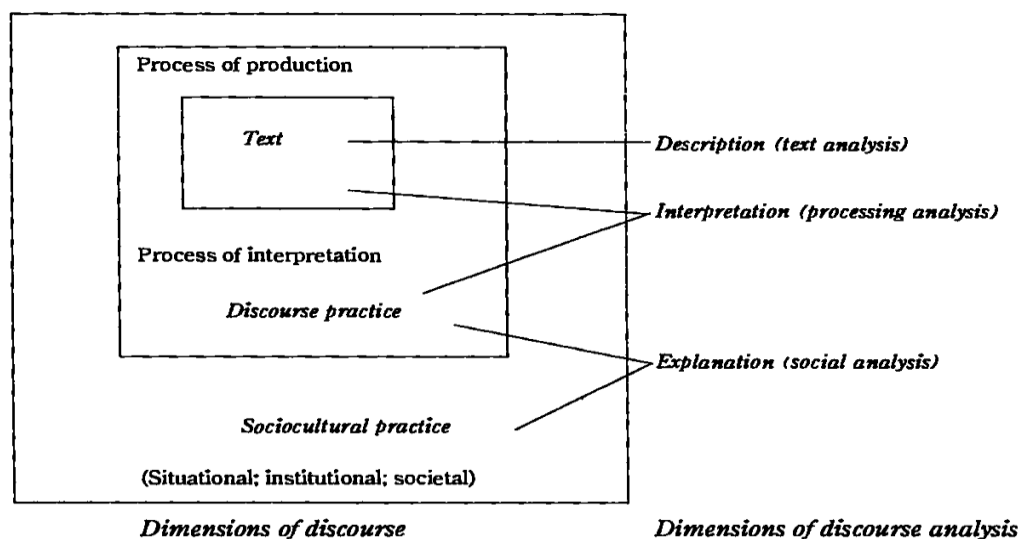 Process of production
Text
Description (text analysis)
Interpretation (processing analysis)
Process of interpretation
Discourse practice
Explanation (social analysis)
Sociocultural practice
(Situational; institutional; societal)
Dimensions of discourse
Dimensions of discourse analysis